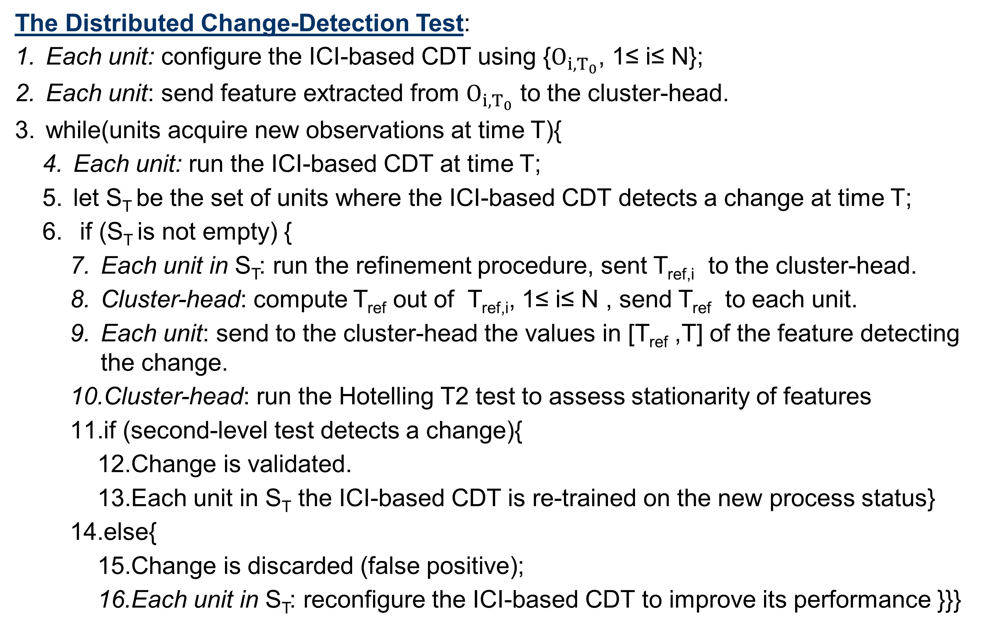 The Distributed Change-Detection Test:
1. Each unit: configure the ICI-based CDT using {O_{i,T_0}, 1≤ i≤ N};
2. Each unit: send feature extracted from O_{i,T_0} to the cluster-head.
3. while(units acquire new observations at time T){
4. Each unit: run the ICI-based CDT at time T;
5. let S_T be the set of units where the ICI-based CDT detects a change at time T;
6. if (S_T is not empty) {
7. Each unit in S_T: run the refinement procedure, sent T_{ref,i} to the cluster-head.
8. Cluster-head: compute T_{ref} out of T_{ref,i}, 1≤ i≤ N , send T_{ref} to each unit.
9. Each unit: send to the cluster-head the values in [T_{ref} ,T] of the feature detecting
the change.
10.Cluster-head: run the Hotelling T2 test to assess stationarity of features
11.if (second-level test detects a change){
12.Change is validated.
13.Each unit in S_T the ICI-based CDT is re-trained on the new process status}
14.else{
15.Change is discarded (false positive);
16.Each unit in S_T: reconfigure the ICI-based CDT to improve its performance }}}